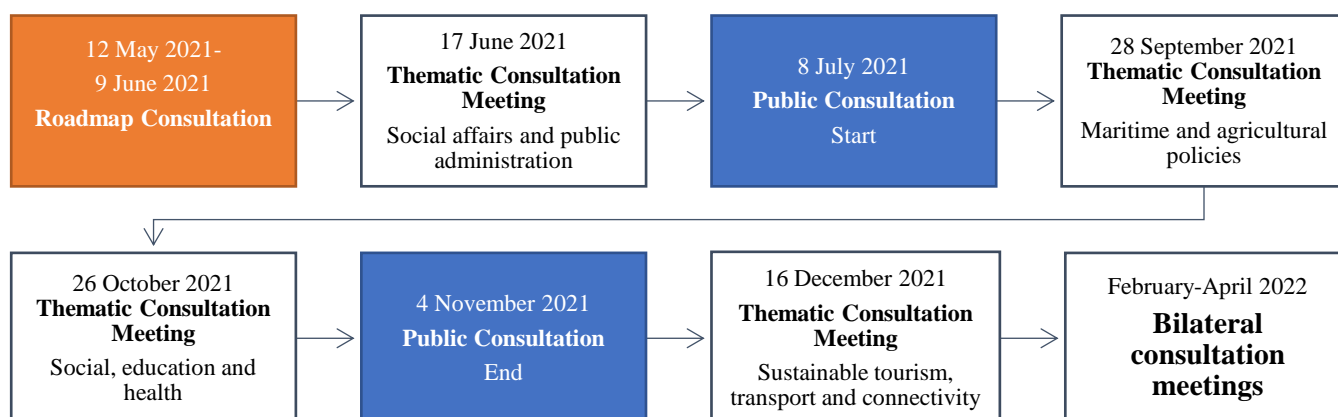 12 May 2021-
9 June 2021
Roadmap Consultation
17 June 2021
Thematic Consultation
Meeting
Social affairs and public
administration
8 July 2021
Public Consultation
Start
28 September 2021
Thematic Consultation
Meeting
Maritime and agricultural
policies
26 October 2021
Thematic Consultation
Meeting
Social, education and
health
4 November 2021
Public Consultation
End
16 December 2021
Thematic Consultation
Meeting
Sustainable tourism,
transport and connectivity
February-April 2022
Bilateral
consultation
meetings